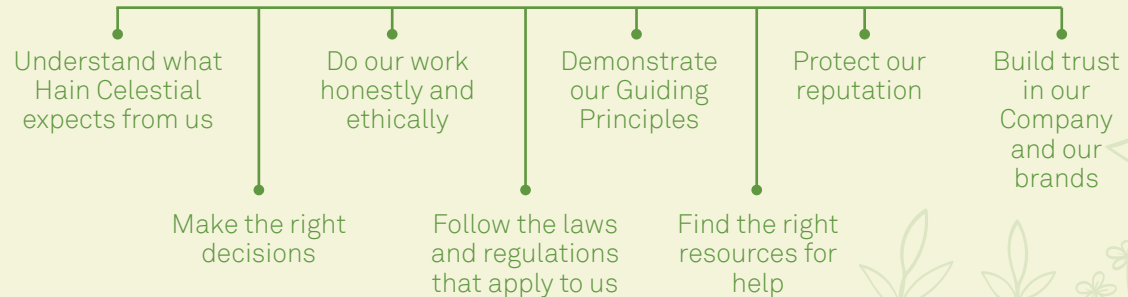 Understand what
Hain Celestial
expects from us
Make the right
decisions
Do our work
honestly and
ethically
Follow the laws
and regulations
that apply to us
Demonstrate
our Guiding
Principles
Find the right
resources for
help
Protect our
reputation
Build trust
in our
Company
and our
brands